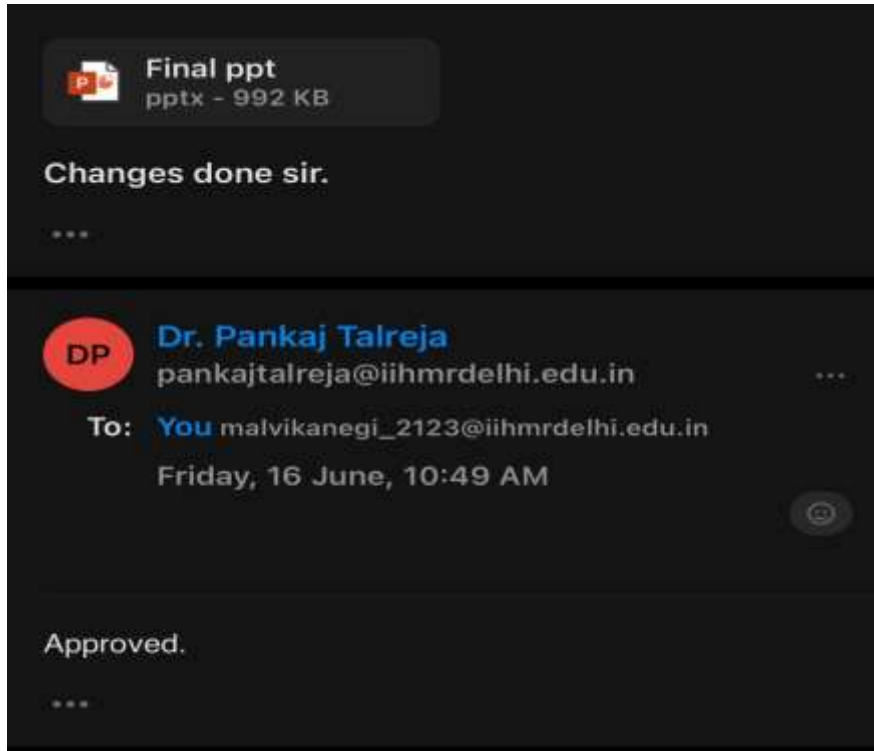 P
Final ppt
pptx - 992 KB
Changes done sir.
...
DP
Dr. Pankaj Talreja
pankajtalreja@iihmrdelhi.edu.in
...
To: You malvikanegi_2123@iihmrdelhi.edu.in
Friday, 16 June, 10:49 AM
Approved.
...